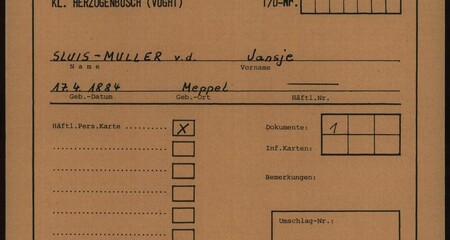 KL. HERZOGENBUSCH (VUGHT) T/D-Nr.
SLUIS-MULLER v.d. Jansje
Name Vorname
17.4.1884 Meppel
Geb.-Datum Geb.-Ort Häftl.Nr.
Häftl.Pers.Karte .......... X Dokumente: 1
Inf.Karten:
Bemerkungen:
Umschlag-Nr.: